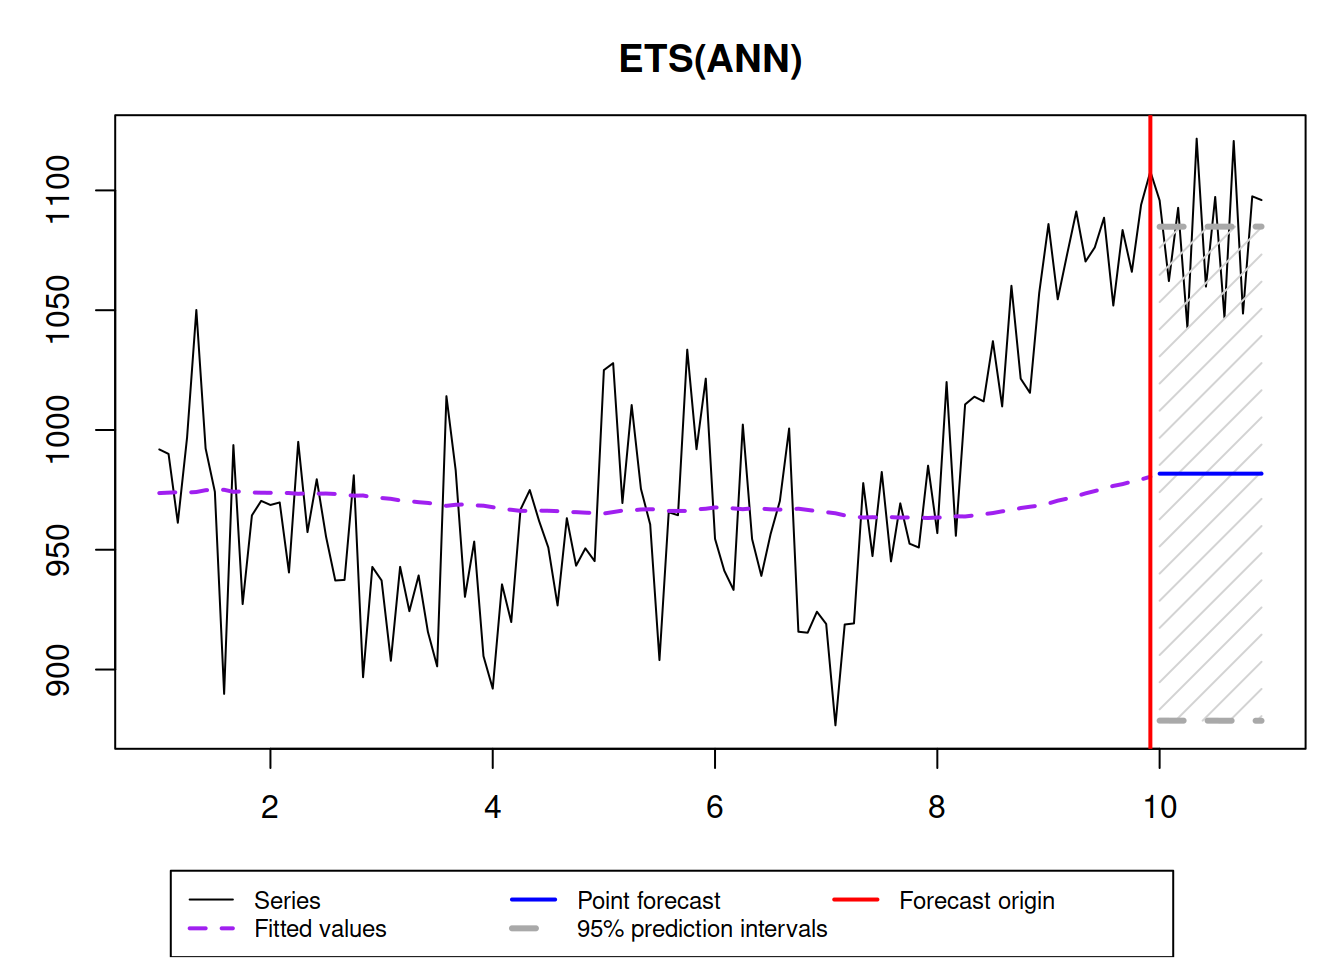 ETS(ANN)
1100
1050
1000
950
900
2 4 6 8 10
Series Point forecast Forecast origin
Fitted values 95% prediction intervals